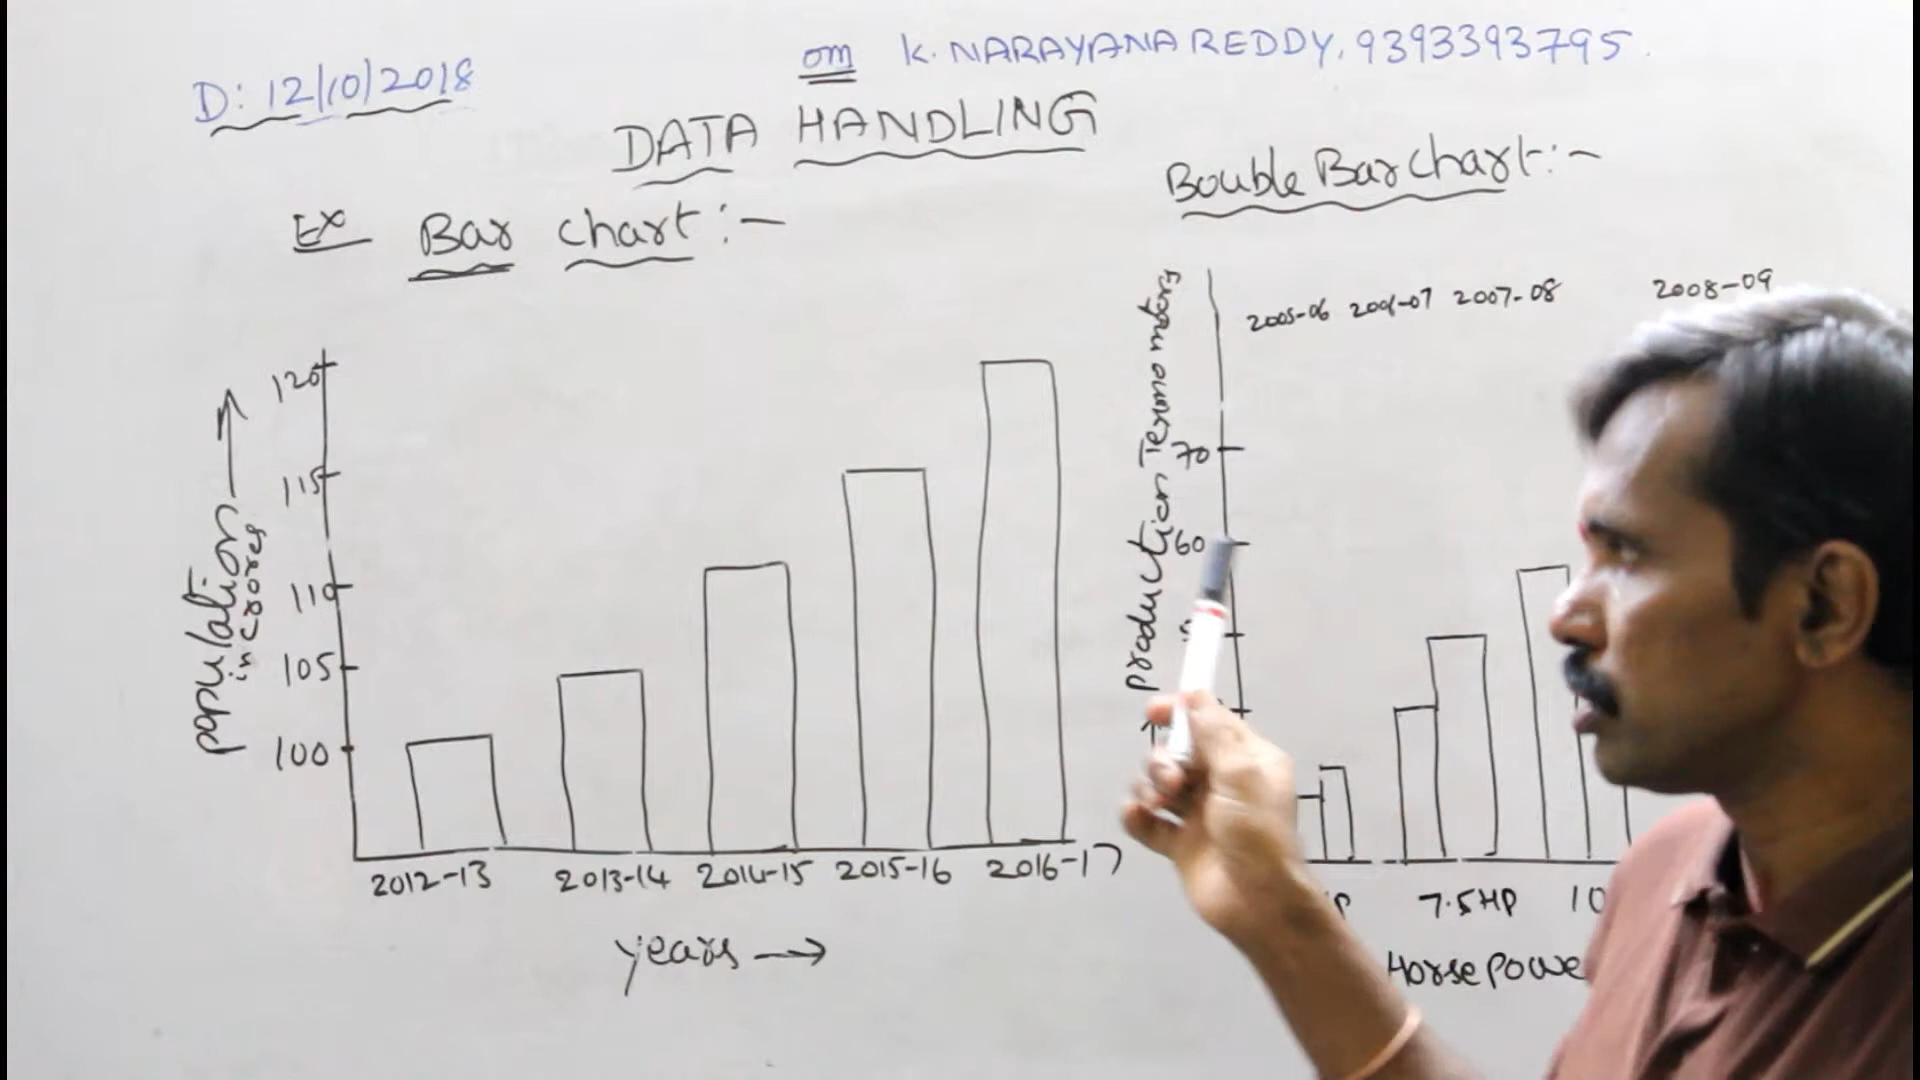 D: 12/10/2018
om K. NARAYANA REDDY, 9393393795.
DATA HANDLING
Ex Bar chart:-
population
in crores
120
115
110
105
100
2012-13 2013-14 2014-15 2015-16 2016-17
years
Bouble Bar chart:-
2005-06 2006-07 2007-08 2008-09
production Termo motors
70
60
7.5HP 10
Horse powe